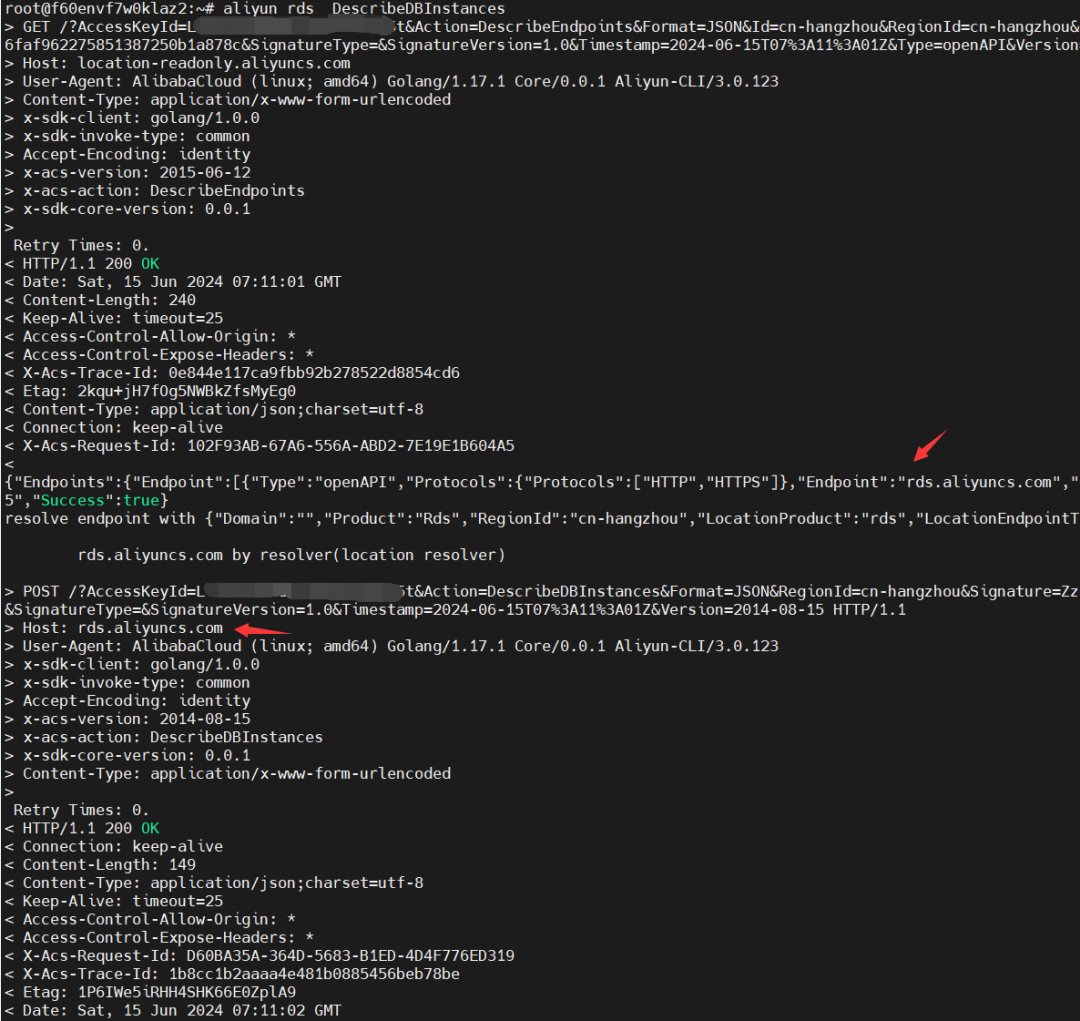 root@f60envf7w0klaz2:~# aliyun rds  DescribeDBInstances
> GET /?AccessKeyId=L t&Action=DescribeEndpoints&Format=JSON&Id=cn-hangzhou&RegionId=cn-hangzhou&
6faf962275851387250b1a878c&SignatureType=&SignatureVersion=1.0&Timestamp=2024-06-15T07%3A11%3A01Z&Type=openAPI&Version=
> Host: location-readonly.aliyuncs.com
> User-Agent: AlibabaCloud (linux; amd64) Golang/1.17.1 Core/0.0.1 Aliyun-CLI/3.0.123
> Content-Type: application/x-www-form-urlencoded
> x-sdk-client: golang/1.0.0
> x-sdk-invoke-type: common
> Accept-Encoding: identity
> x-acs-version: 2015-06-12
> x-acs-action: DescribeEndpoints
> x-sdk-core-version: 0.0.1
>
 Retry Times: 0.
< HTTP/1.1 200 OK
< Date: Sat, 15 Jun 2024 07:11:01 GMT
< Content-Length: 240
< Keep-Alive: timeout=25
< Access-Control-Allow-Origin: *
< Access-Control-Expose-Headers: *
< X-Acs-Trace-Id: 0e844e117ca9fbb92b278522d8854cd6
< Etag: 2kqu+jH7fOg5NWBkZfsMyEg0
< Content-Type: application/json;charset=utf-8
< Connection: keep-alive
< X-Acs-Request-Id: 102F93AB-67A6-556A-ABD2-7E19E1B604A5
<
{"Endpoints":{"Endpoint":[{"Type":"openAPI","Protocols":{"Protocols":["HTTP","HTTPS"]},"Endpoint":"rds.aliyuncs.com","
5","Success":true}
resolve endpoint with {"Domain":"","Product":"Rds","RegionId":"cn-hangzhou","LocationProduct":"rds","LocationEndpointT
        rds.aliyuncs.com by resolver(location resolver)
> POST /?AccessKeyId=L 5t&Action=DescribeDBInstances&Format=JSON&RegionId=cn-hangzhou&Signature=Zz
&SignatureType=&SignatureVersion=1.0&Timestamp=2024-06-15T07%3A11%3A01Z&Version=2014-08-15 HTTP/1.1
> Host: rds.aliyuncs.com
> User-Agent: AlibabaCloud (linux; amd64) Golang/1.17.1 Core/0.0.1 Aliyun-CLI/3.0.123
> x-sdk-client: golang/1.0.0
> x-sdk-invoke-type: common
> Accept-Encoding: identity
> x-acs-version: 2014-08-15
> x-acs-action: DescribeDBInstances
> x-sdk-core-version: 0.0.1
> Content-Type: application/x-www-form-urlencoded
>
 Retry Times: 0.
< HTTP/1.1 200 OK
< Connection: keep-alive
< Content-Length: 149
< Content-Type: application/json;charset=utf-8
< Keep-Alive: timeout=25
< Access-Control-Allow-Origin: *
< Access-Control-Expose-Headers: *
< X-Acs-Request-Id: D60BA35A-364D-5683-B1ED-4D4F776ED319
< X-Acs-Trace-Id: 1b8cc1b2aaaa4e481b0885456beb78be
< Etag: 1P6IWe5iRHH4SHK66E0ZplA9
< Date: Sat, 15 Jun 2024 07:11:02 GMT